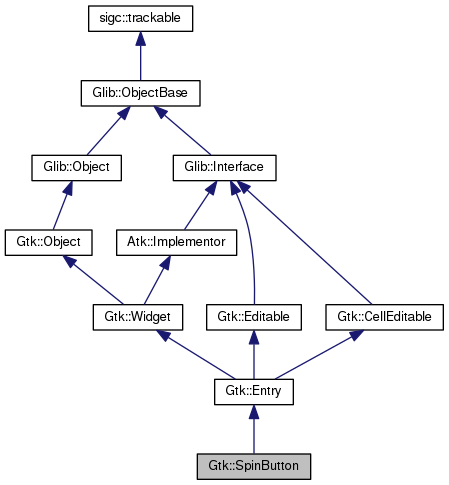 sigc::trackable
Glib::ObjectBase
Glib::Object
Glib::Interface
Gtk::Object
Atk::Implementor
Gtk::Widget
Gtk::Editable
Gtk::CellEditable
Gtk::Entry
Gtk::SpinButton